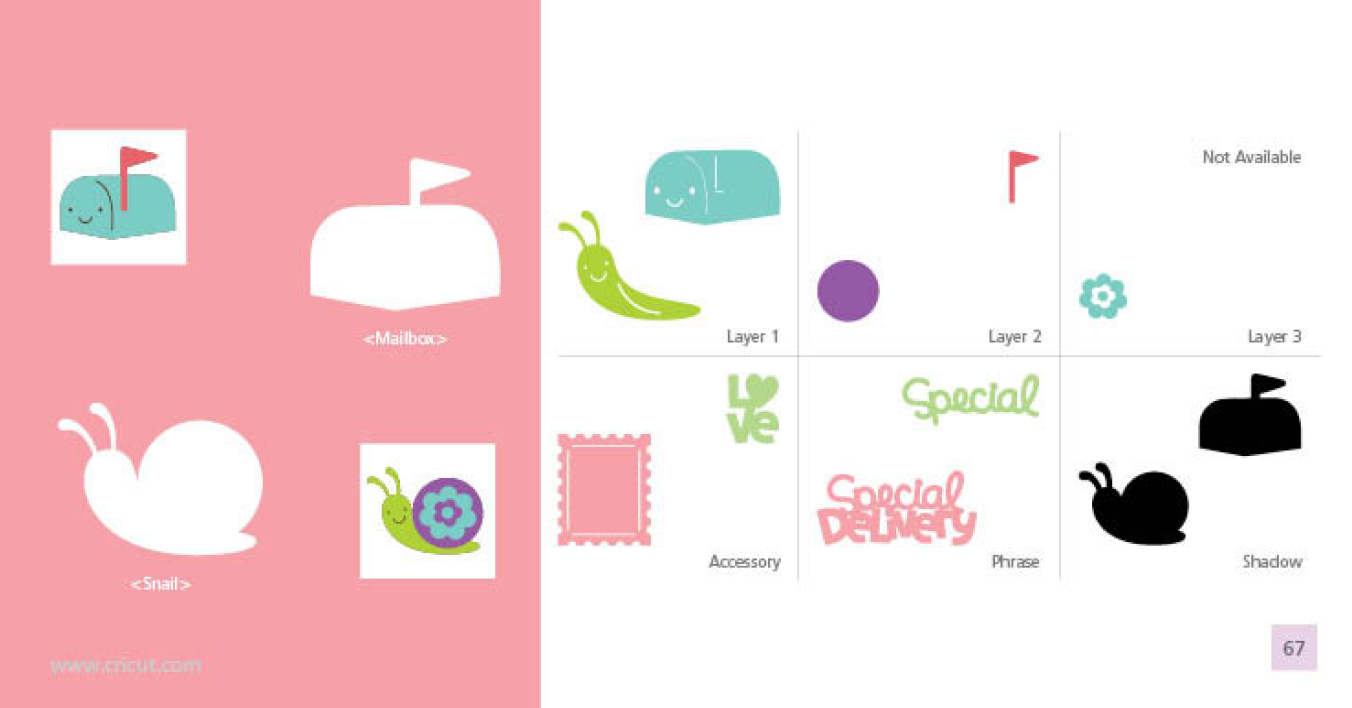 <Mailbox>
<Snail>
www.cricut.com
Not Available
Layer 1
Layer 2
Layer 3
LOVE
Special
Special
DELiVeRY
Accessory
Phrase
Shadow
67